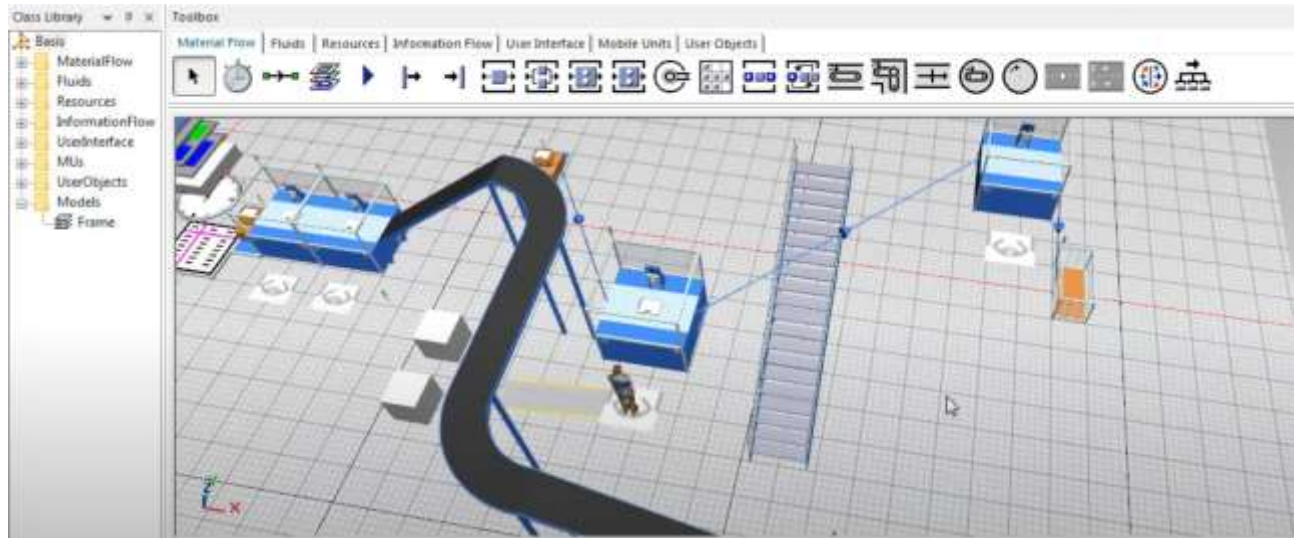 Class Library
Toolbox
Basis
MaterialFlow
Fluids
Resources
InformationFlow
UserInterface
MUs
UserObjects
Models
Frame
Material Flow | Fluids | Resources | Information Flow | User Interface | Mobile Units | User Objects |
Z
X